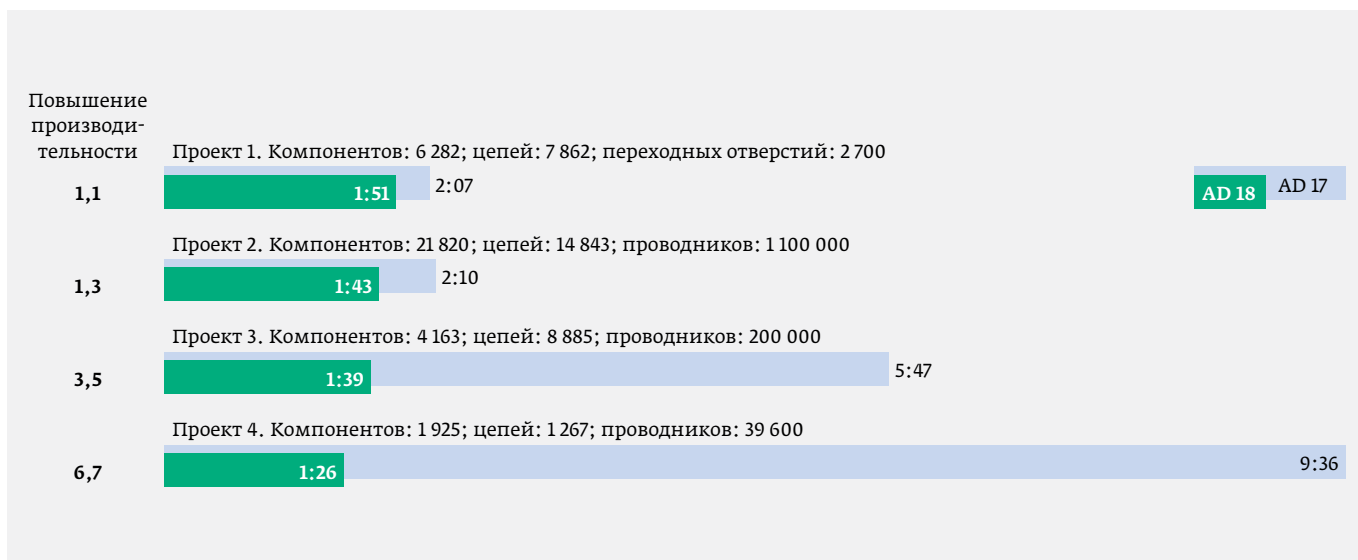 Повышение
производи-
тельности
Проект 1. Компонентов: 6 282; цепей: 7 862; переходных отверстий: 2 700
1,1
1:51
2:07
AD 18
AD 17
Проект 2. Компонентов: 21 820; цепей: 14 843; проводников: 1 100 000
1,3
1:43
2:10
Проект 3. Компонентов: 4 163; цепей: 8 885; проводников: 200 000
3,5
1:39
5:47
Проект 4. Компонентов: 1 925; цепей: 1 267; проводников: 39 600
6,7
1:26
9:36